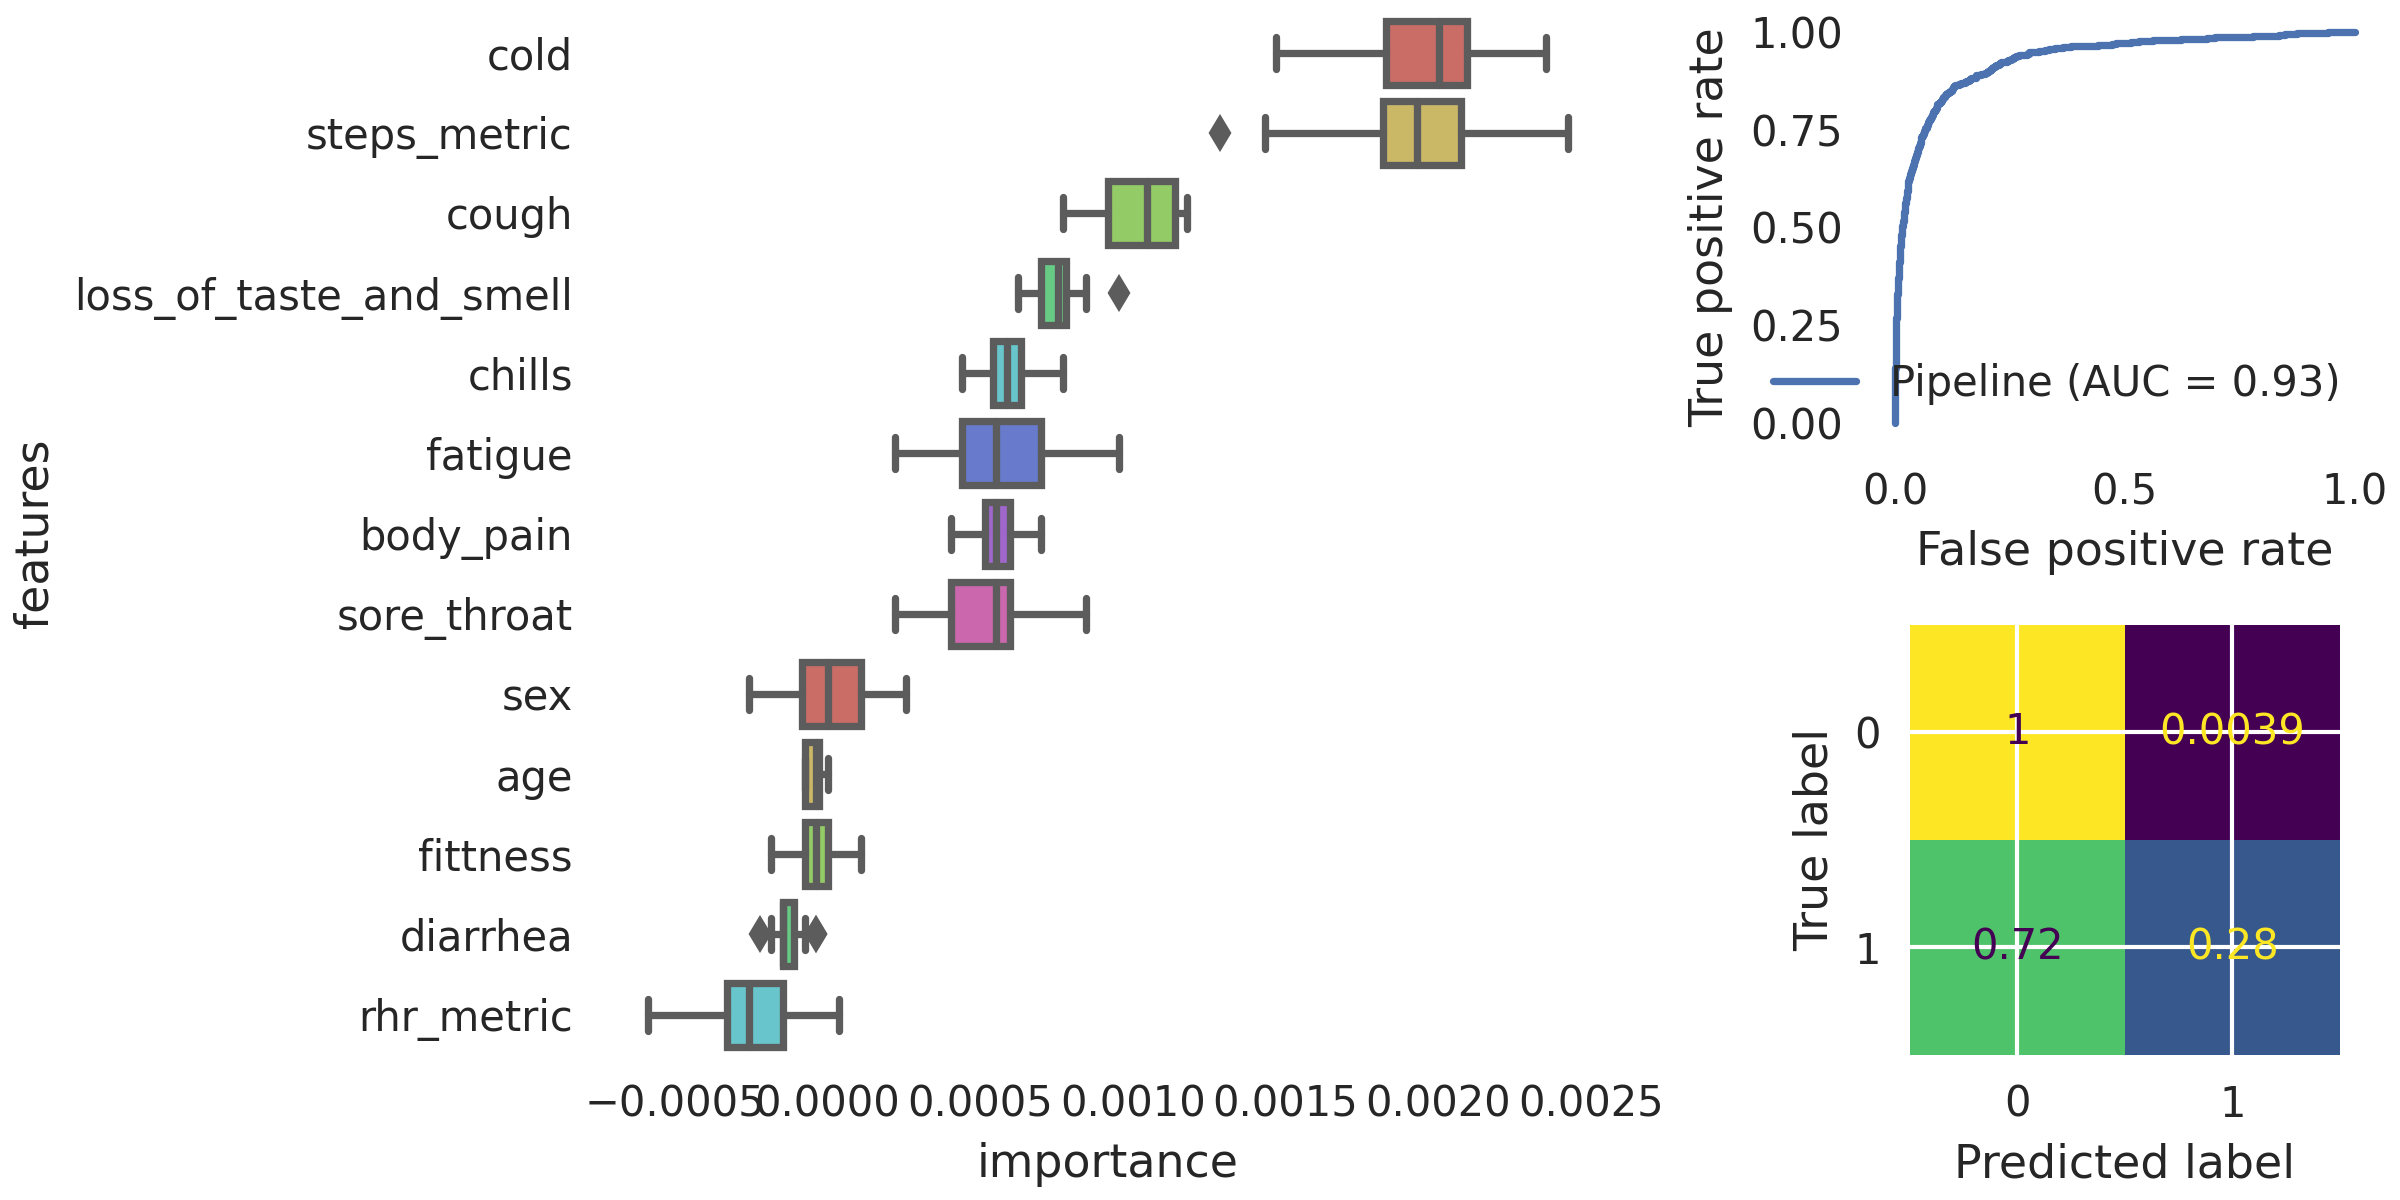 features
cold
steps_metric
cough
loss_of_taste_and_smell
chills
fatigue
body_pain
sore_throat
sex
age
fittness
diarrhea
rhr_metric
−0.0005 0.0000 0.0005 0.0010 0.0015 0.0020 0.0025
importance
True positive rate
1.00
0.75
0.50
0.25
0.00
Pipeline (AUC = 0.93)
0.0 0.5 1.0
False positive rate
True label
0 1 0.0039
1 0.72 0.28
0 1
Predicted label